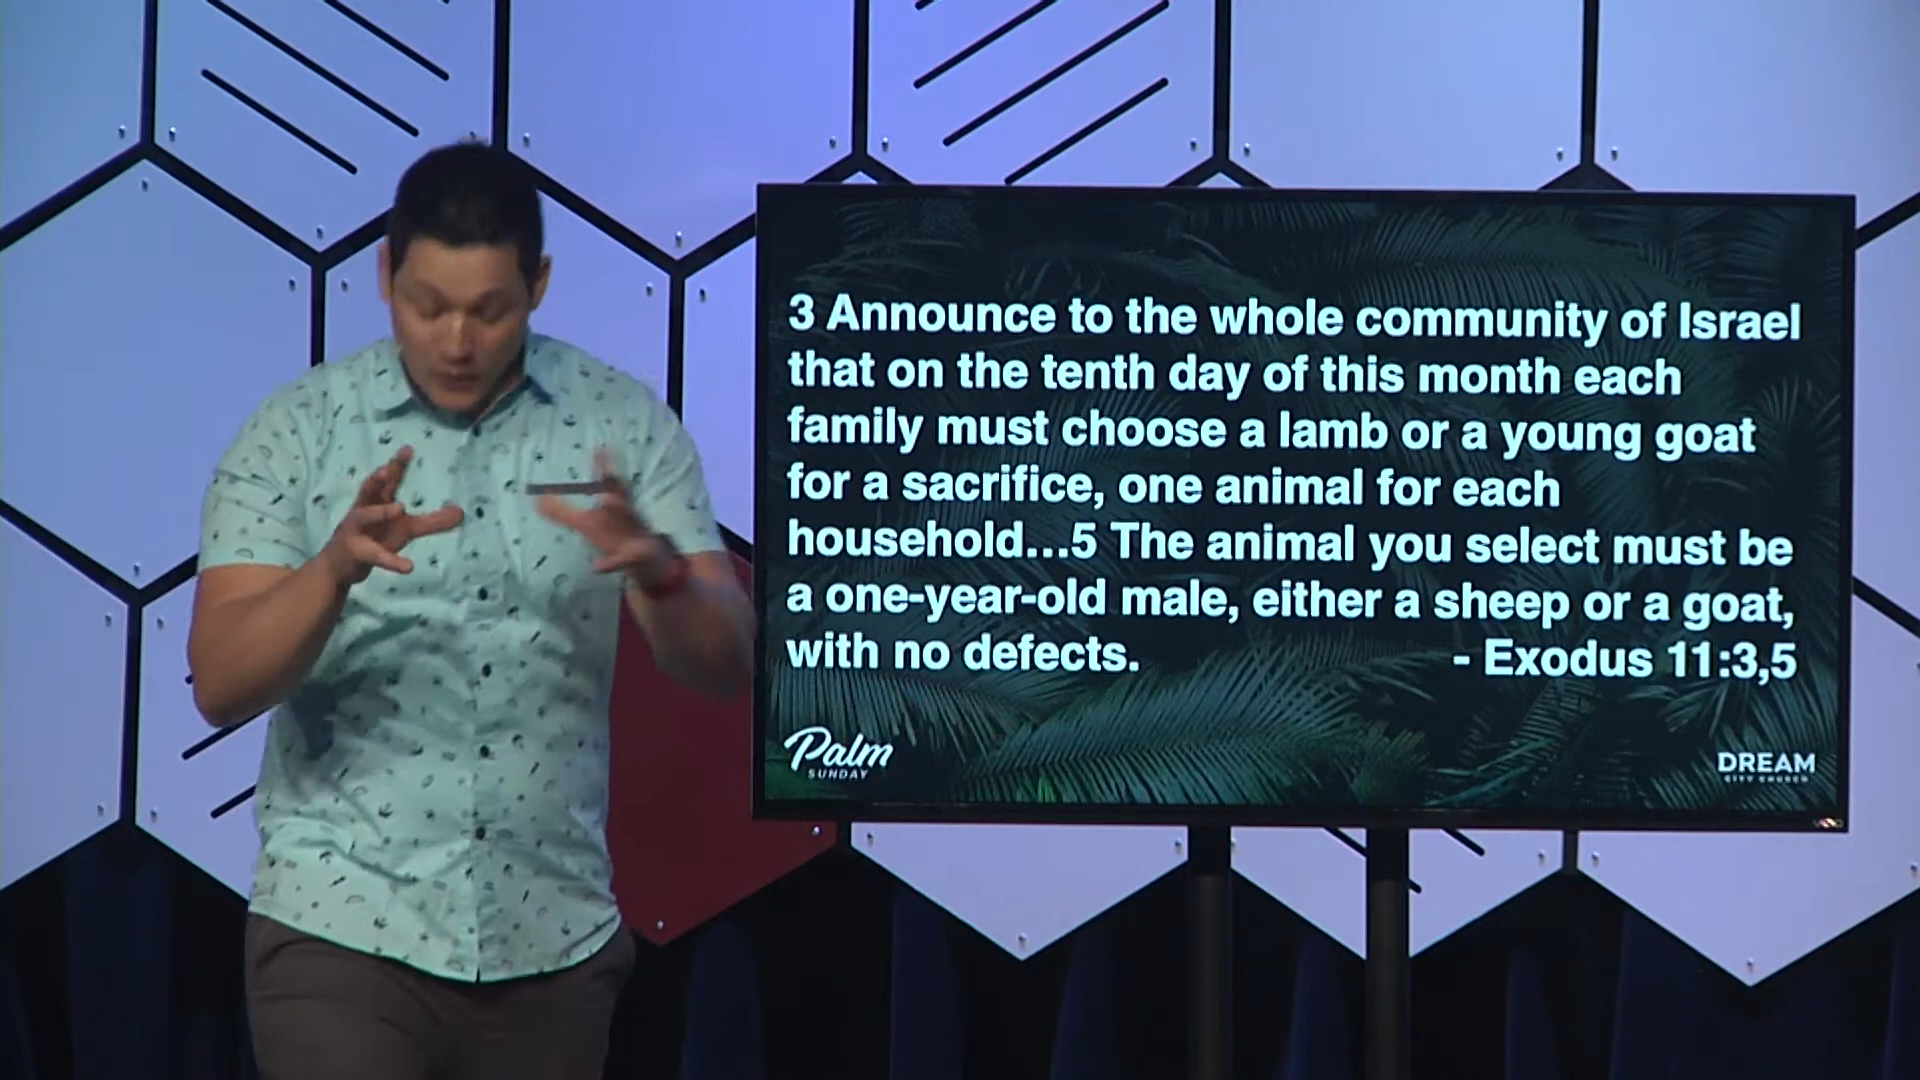 3 Announce to the whole community of Israel
that on the tenth day of this month each
family must choose a lamb or a young goat
for a sacrifice, one animal for each
household...5 The animal you select must be
a one-year-old male, either a sheep or a goat,
with no defects. - Exodus 11:3,5
Palm
SUNDAY
DREAM
CITY CHURCH